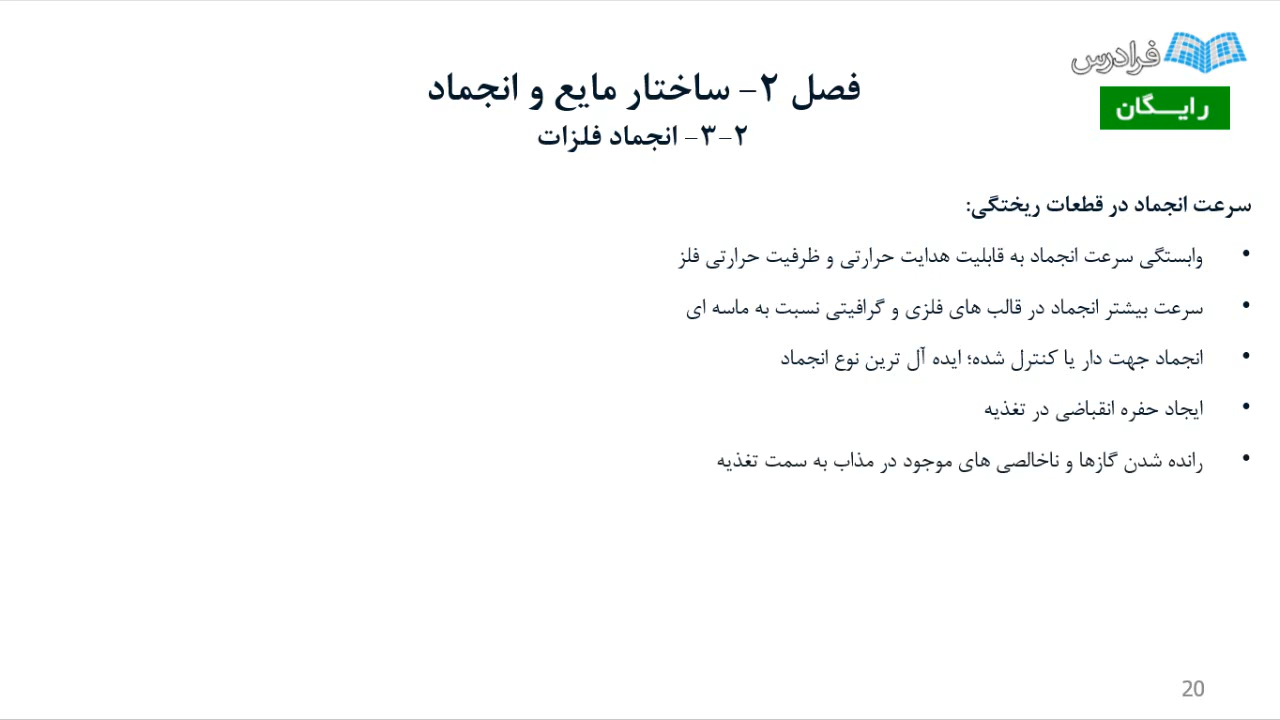 فرادرس
رایگان
فصل ۲- ساختار مایع و انجماد
۲-۳- انجماد فلزات
سرعت انجماد در قطعات ریختگی:
• وابستگی سرعت انجماد به قابلیت هدایت حرارتی و ظرفیت حرارتی فلز
• سرعت بیشتر انجماد در قالب های فلزی و گرافیتی نسبت به ماسه ای
• انجماد جهت دار یا کنترل شده؛ ایده آل ترین نوع انجماد
• ایجاد حفره انقباضی در تغذیه
• رانده شدن گازها و ناخالصی های موجود در مذاب به سمت تغذیه
20